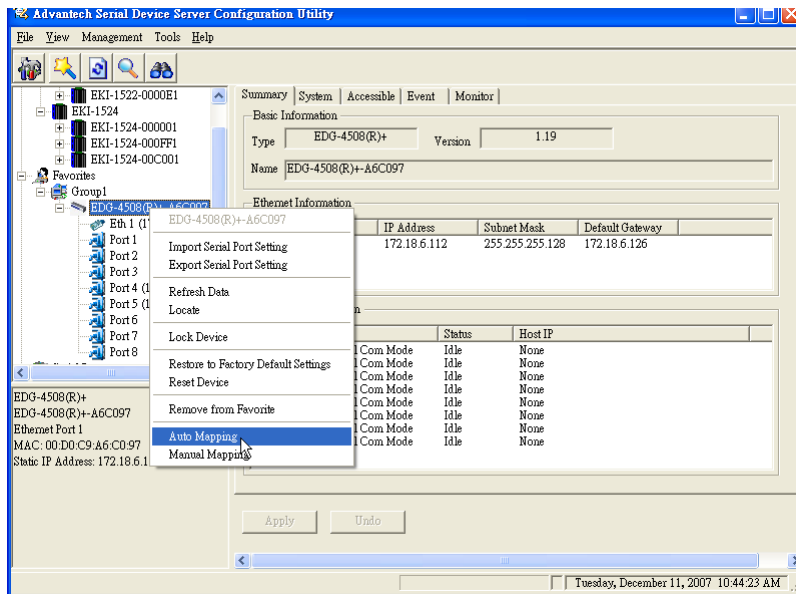 Advantech Serial Device Server Configuration Utility
File View Management Tools Help
EKI-1522-0000E1
EKI-1524
EKI-1524-000001
EKI-1524-000FF1
EKI-1524-00C001
Favorites
Group1
EDG-4508(R)+-A6C097
Eth 1 (17
Port 1
Port 2
Port 3
Port 4 (1
Port 5 (1
Port 6
Port 7
Port 8
EDG-4508(R)+-A6C097
Import Serial Port Setting
Export Serial Port Setting
Refresh Data
Locate
Lock Device
Restore to Factory Default Settings
Reset Device
Remove from Favorite
Auto Mapping
Manual Mapping
EDG-4508(R)+
EDG-4508(R)+-A6C097
Ethernet Port 1
MAC: 00:D0:C9:A6:C0:97
Static IP Address: 172.18.6.1
Summary System Accessible Event Monitor
Basic Information
Type EDG-4508(R)+ Version 1.19
Name EDG-4508(R)+-A6C097
Ethernet Information
IP Address Subnet Mask Default Gateway
172.18.6.112 255.255.255.128 172.18.6.126
n
Status Host IP
l Com Mode Idle None
l Com Mode Idle None
l Com Mode Idle None
l Com Mode Idle None
l Com Mode Idle None
l Com Mode Idle None
l Com Mode Idle None
l Com Mode Idle None
Apply Undo
Tuesday, December 11, 2007 10:44:23 AM